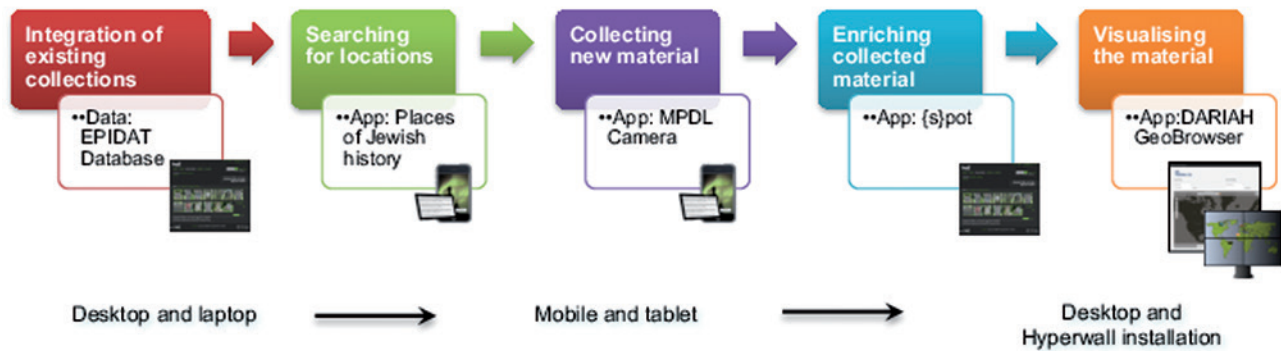 Integration of
existing
collections
••Data:
EPIDAT
Database
Searching
for locations
••App: Places
of Jewish
history
Collecting
new material
••App: MPDL
Camera
Enriching
collected
material
••App: {s}pot
Visualising
the material
••App:DARIAH
GeoBrowser
Desktop and laptop
Mobile and tablet
Desktop and
Hyperwall installation